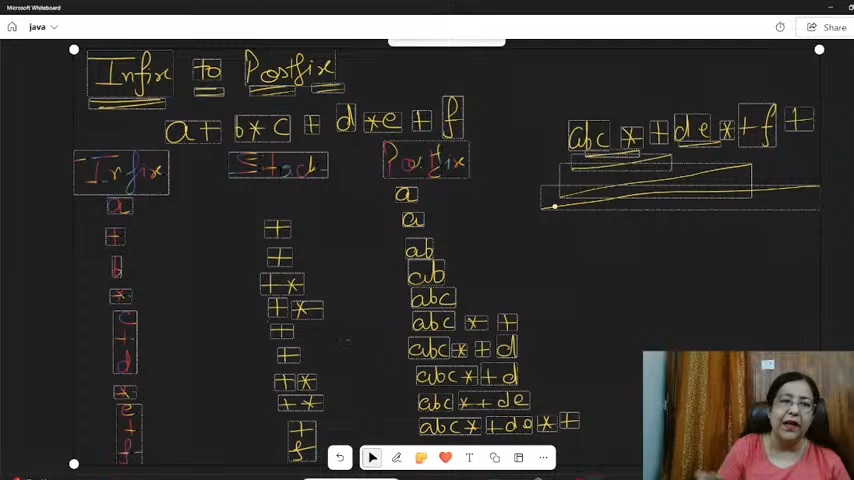 Microsoft Whiteboard
java
Share
Infix to Postfix
a + b * c + d * e + f
abc * + de * + f +
Infix Stack Postfix
a a
+ + a
b + ab
* + * ab
c + * abc
+ + abc * +
d + abc * + d
* + * abc * + d
e + * abc * + de
+ + abc * + de * +
f f